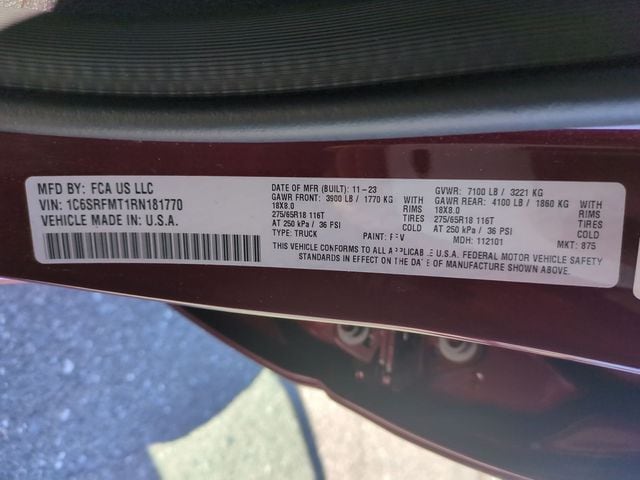 MFD BY: FCA US LLC
VIN: 1C6SRFMT1RN181770
VEHICLE MADE IN U.S.A.
DATE OF MFR (BUILT): 11-23
GAWR FRONT: 3900 LB / 1770 KG WITH
18X8.0 RIMS
275/65R18 116T TIRES
AT 250 kPa / 36 PSI COLD
TYPE: TRUCK PAINT:
GVWR: 7100 LB / 3221 KG
GAWR REAR: 4100 LB / 1860 KG WITH
18X8.0 RIMS
275/65R18 116T TIRES
AT 250 kPa / 36 PSI COLD
MDH: 112101 MKT: 875
THIS VEHICLE CONFORMS TO ALL APPLICABLE U.S.A. FEDERAL MOTOR VEHICLE SAFETY
STANDARDS IN EFFECT ON THE DATE OF MANUFACTURE SHOWN ABOVE.